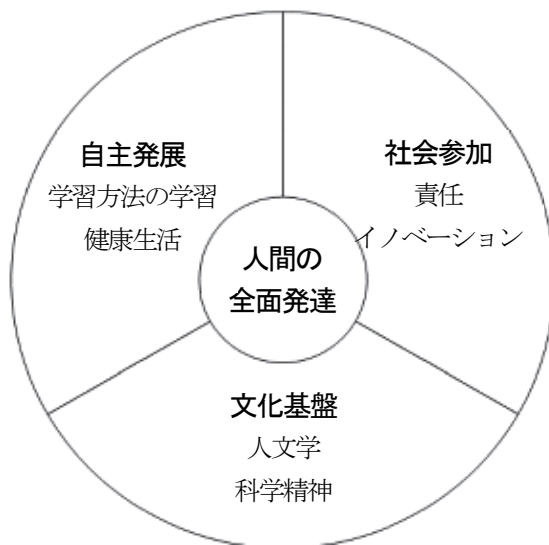 自主発展
学習方法の学習
健康生活
社会参加
責任
イノベーション
人間の
全面発達
文化基盤
人文学
科学精神